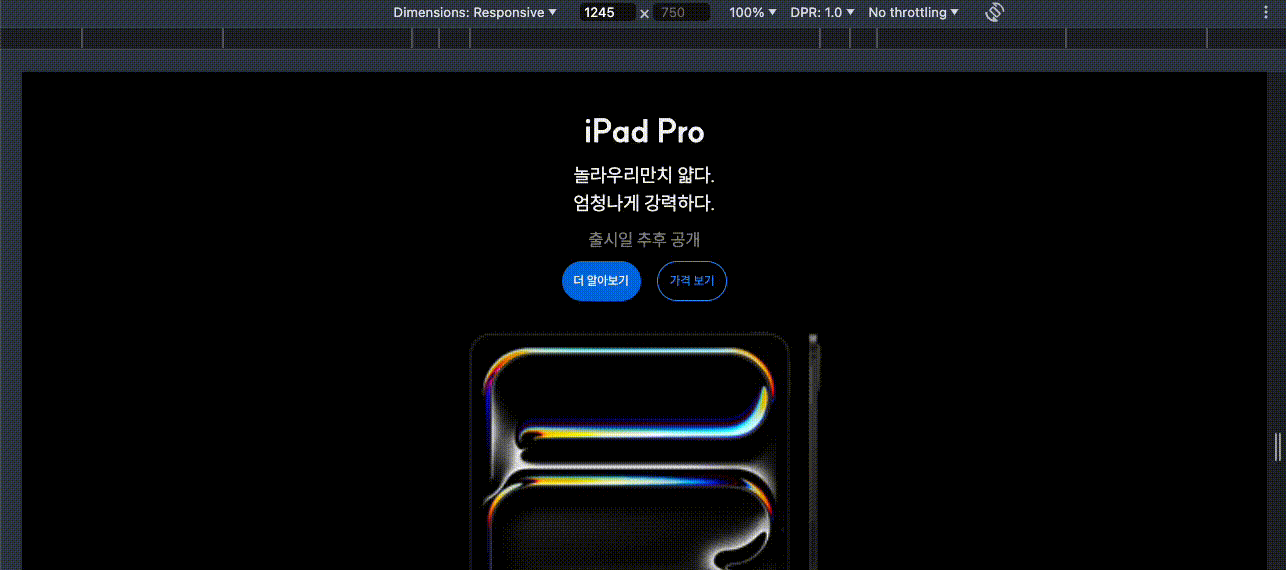 Dimensions: Responsive 1245 x 750 100% DPR: 1.0 No throttling
iPad Pro
놀라우리만치 얇다.
엄청나게 강력하다.
출시일 추후 공개
더 알아보기 가격 보기